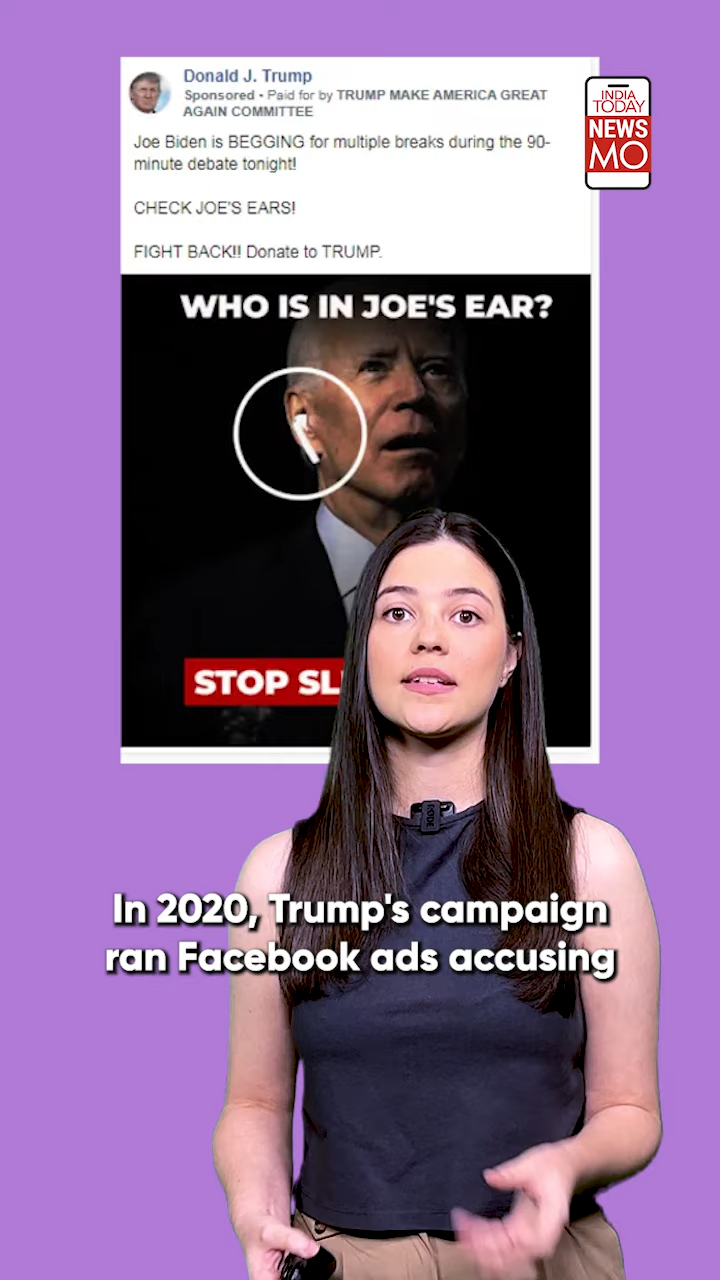 Donald J. Trump
Sponsored • Paid for by TRUMP MAKE AMERICA GREAT
AGAIN COMMITTEE
Joe Biden is BEGGING for multiple breaks during the 90-
minute debate tonight!
CHECK JOE'S EARS!
FIGHT BACK!! Donate to TRUMP.
INDIA
TODAY
NEWS
MO
WHO IS IN JOE'S EAR?
STOP SL
RODE
In 2020, Trump's campaign
ran Facebook ads accusing